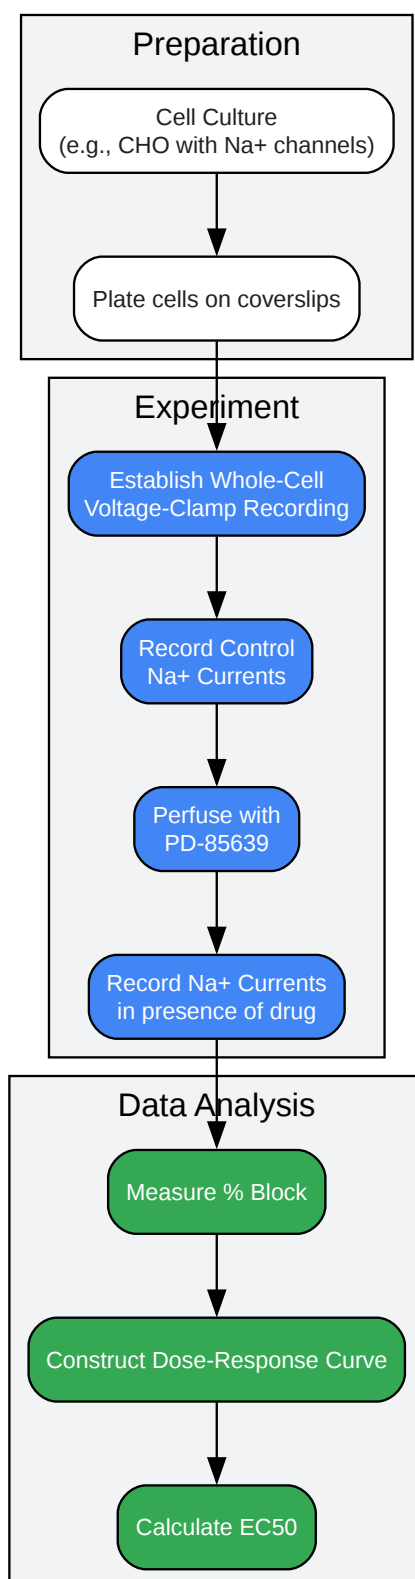 Preparation
Cell Culture
(e.g., CHO with Na+ channels)
Plate cells on coverslips
Experiment
Establish Whole-Cell
Voltage-Clamp Recording
Record Control
Na+ Currents
Perfuse with
PD-85639
Record Na+ Currents
in presence of drug
Data Analysis
Measure % Block
Construct Dose-Response Curve
Calculate EC50